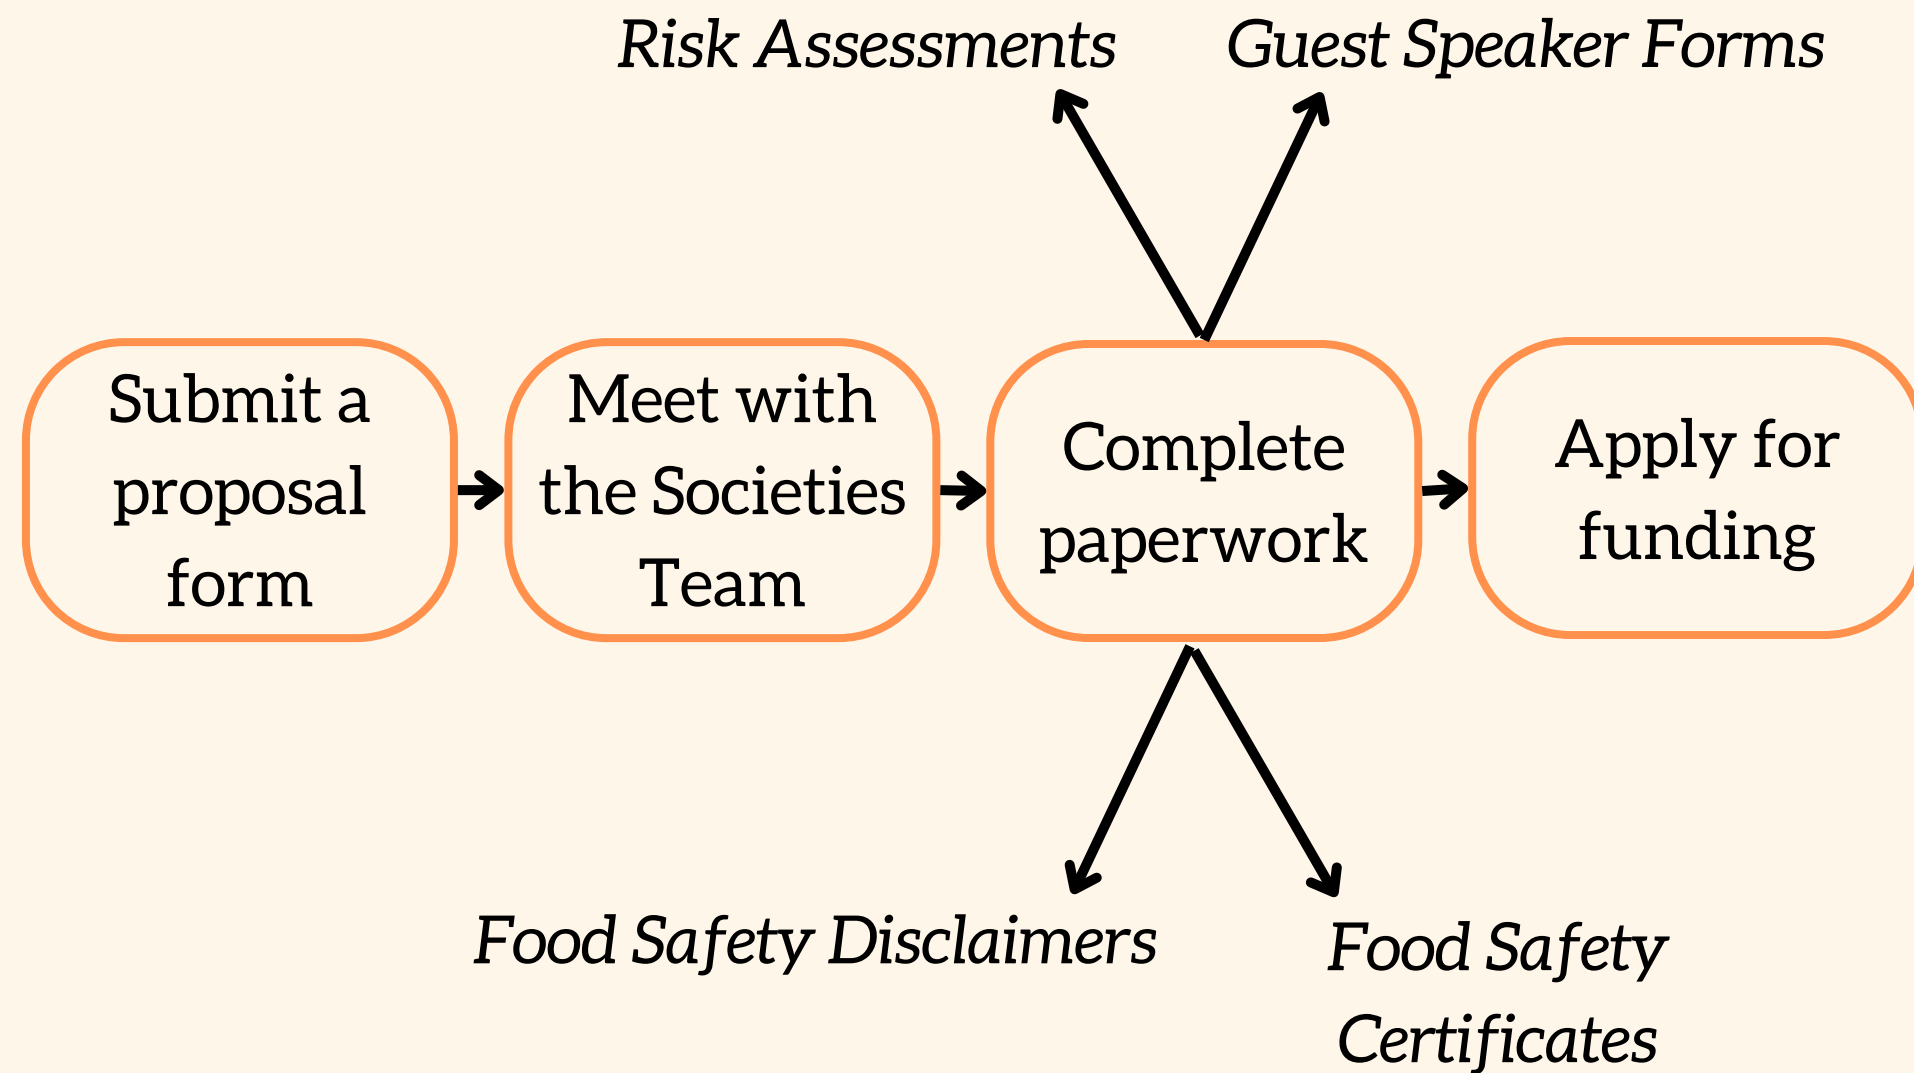 Risk Assessments
Guest Speaker Forms
Submit a
proposal
form
Meet with
the Societies
Team
Complete
paperwork
Apply for
funding
Food Safety Disclaimers
Food Safety
Certificates